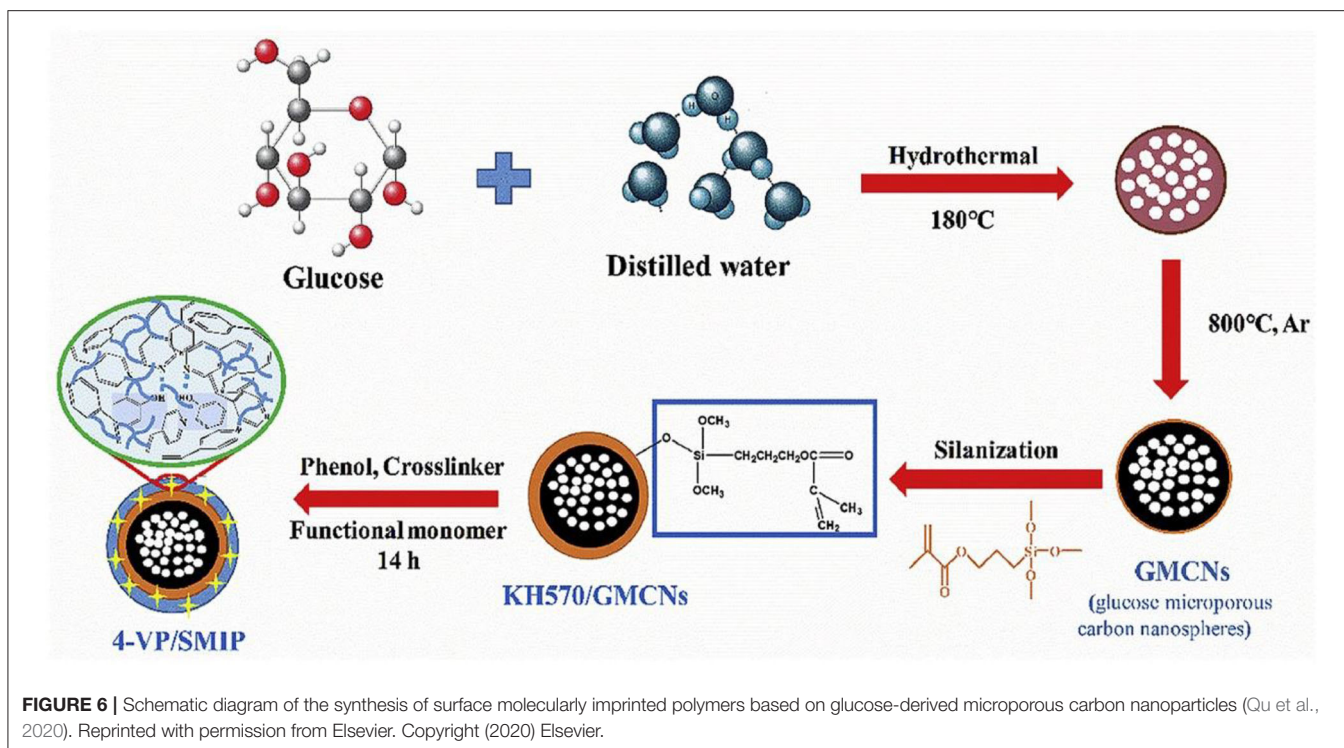 Glucose
Distilled water
H
O
H
Hydrothermal
180°C
800°C, Ar
Silanization
GMCNs
(glucose microporous
carbon nanospheres)
O
O
O
Si
O
O
OCH₃
O
Si
CH₂CH₂CH₂OC
O
OCH₃
C
CH₃
CH₂
KH570/GMCNs
Phenol, Crosslinker
Functional monomer
14 h
N
N
OH
HO
4-VP/SMIP
FIGURE 6 | Schematic diagram of the synthesis of surface molecularly imprinted polymers based on glucose-derived microporous carbon nanoparticles (Qu et al.,
2020). Reprinted with permission from Elsevier. Copyright (2020) Elsevier.